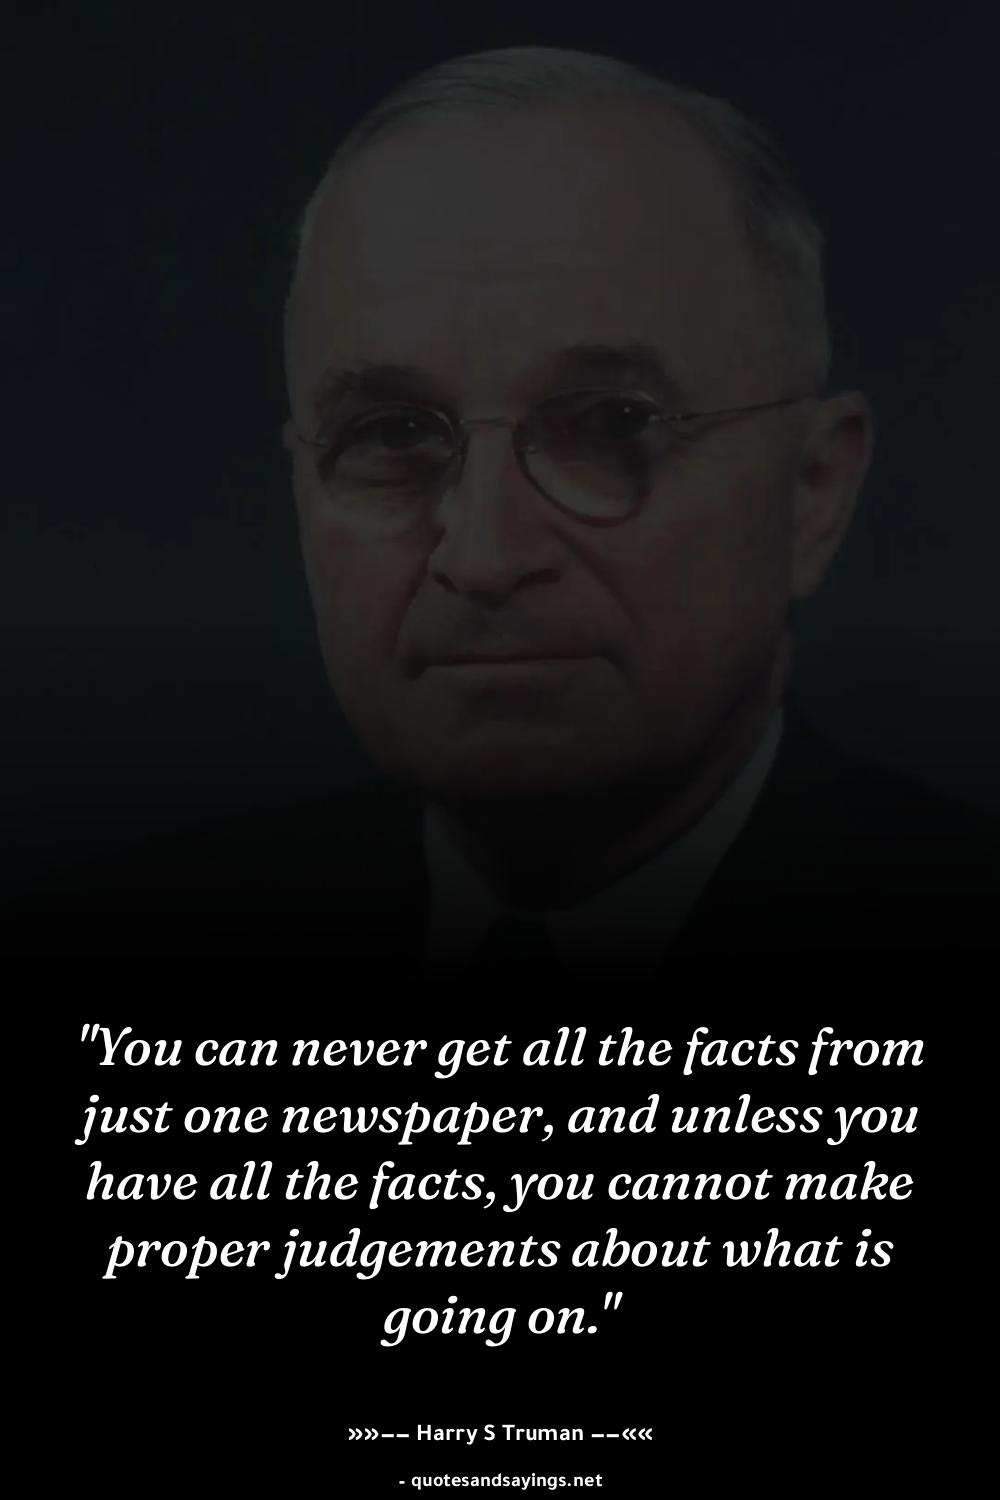 "You can never get all the facts from
just one newspaper, and unless you
have all the facts, you cannot make
proper judgements about what is
going on."
»»−− Harry S Truman −−««
- quotesandsayings.net